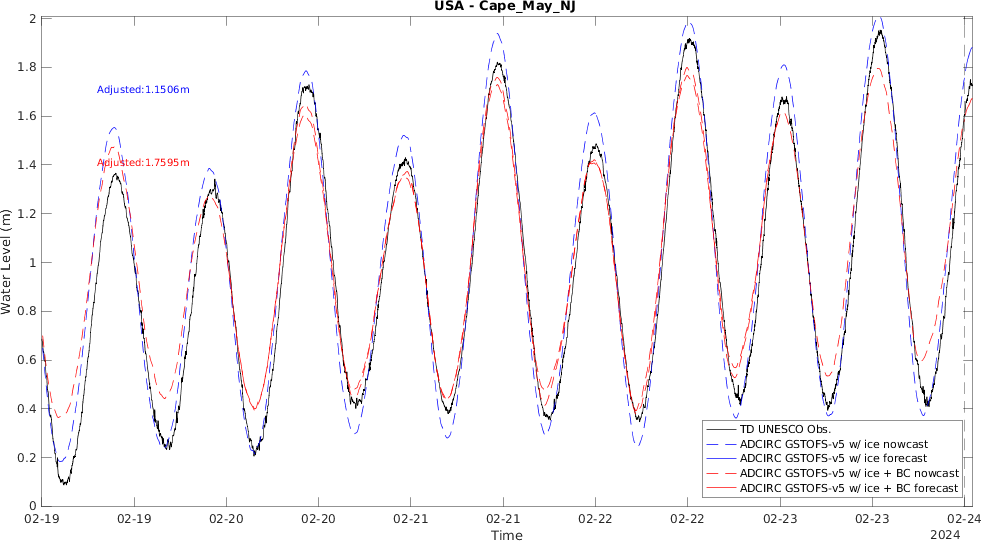 USA - Cape_May_NJ
2
1.8
1.6
1.4
1.2
1
0.8
0.6
0.4
0.2
0
Water Level (m)
Adjusted:1.1506m
Adjusted:1.7595m
TD UNESCO Obs.
ADCIRC GSTOFS-v5 w/ ice nowcast
ADCIRC GSTOFS-v5 w/ ice forecast
ADCIRC GSTOFS-v5 w/ ice + BC nowcast
ADCIRC GSTOFS-v5 w/ ice + BC forecast
02-19 02-19 02-20 02-20 02-21 02-21 02-22 02-22 02-23 02-23 02-24
2024
Time